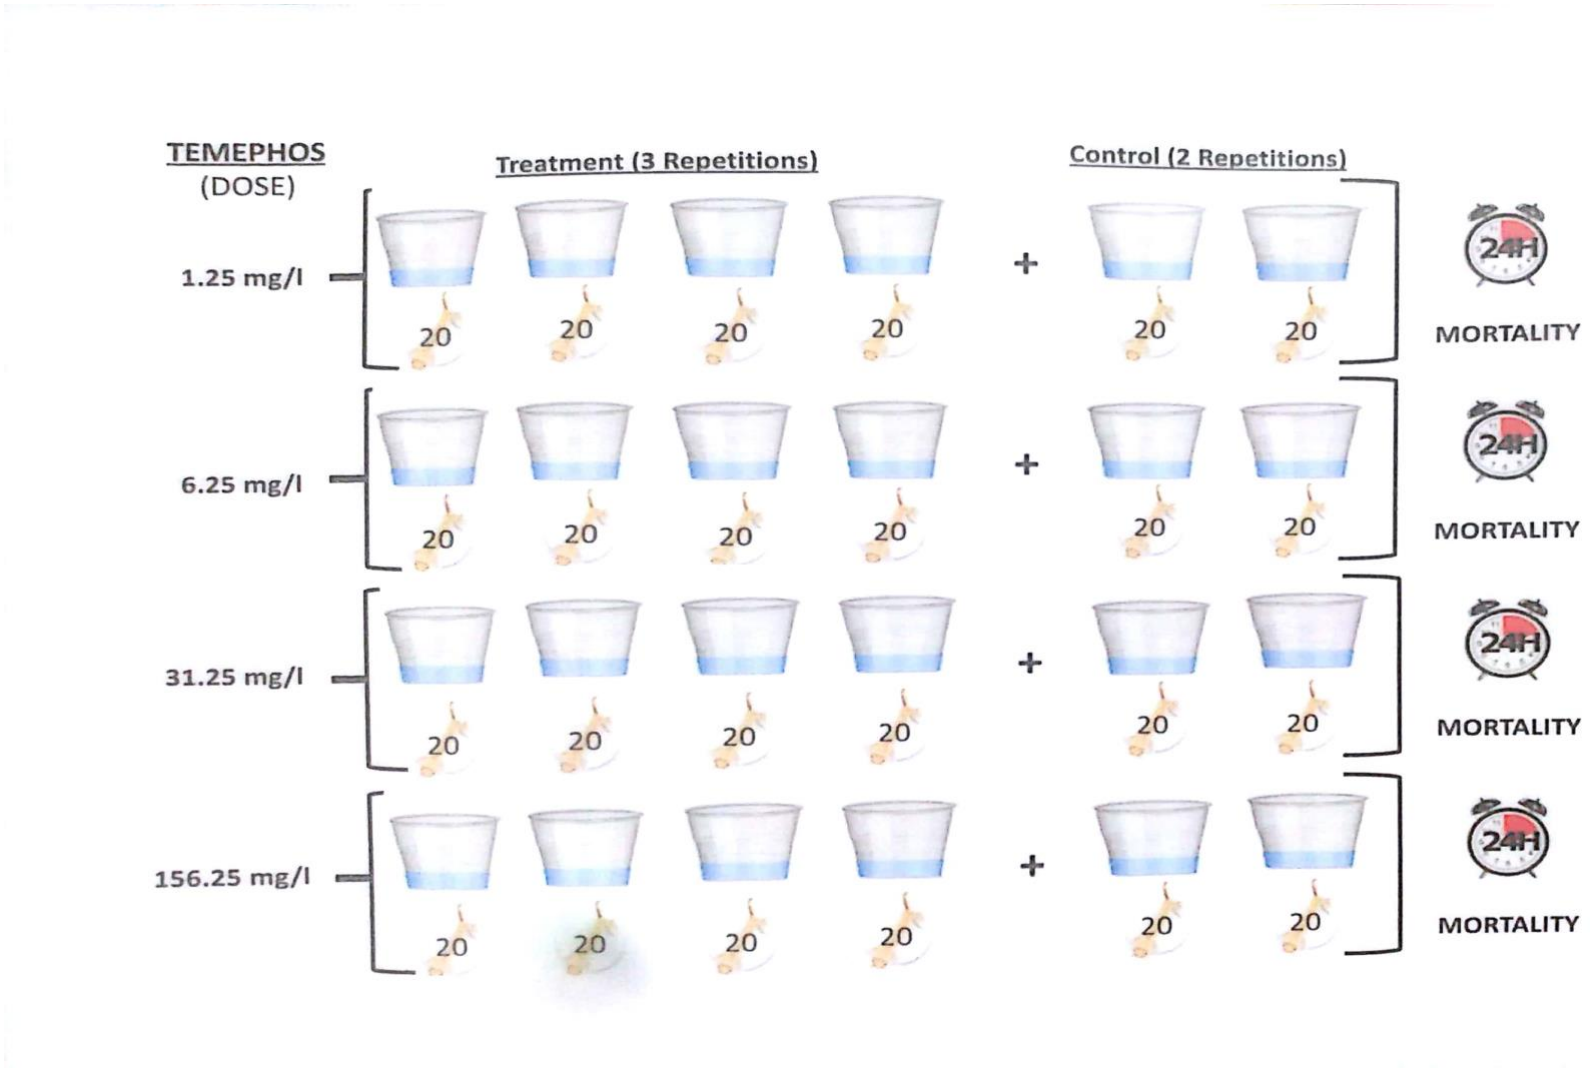 TEMEPHOS
(DOSE)
Treatment (3 Repetitions)
Control (2 Repetitions)
1.25 mg/l
+
24H
20 20 20 20 20 20
MORTALITY
6.25 mg/l
+
24H
20 20 20 20 20 20
MORTALITY
31.25 mg/l
+
24H
20 20 20 20 20 20
MORTALITY
156.25 mg/l
+
24H
20 20 20 20 20 20
MORTALITY